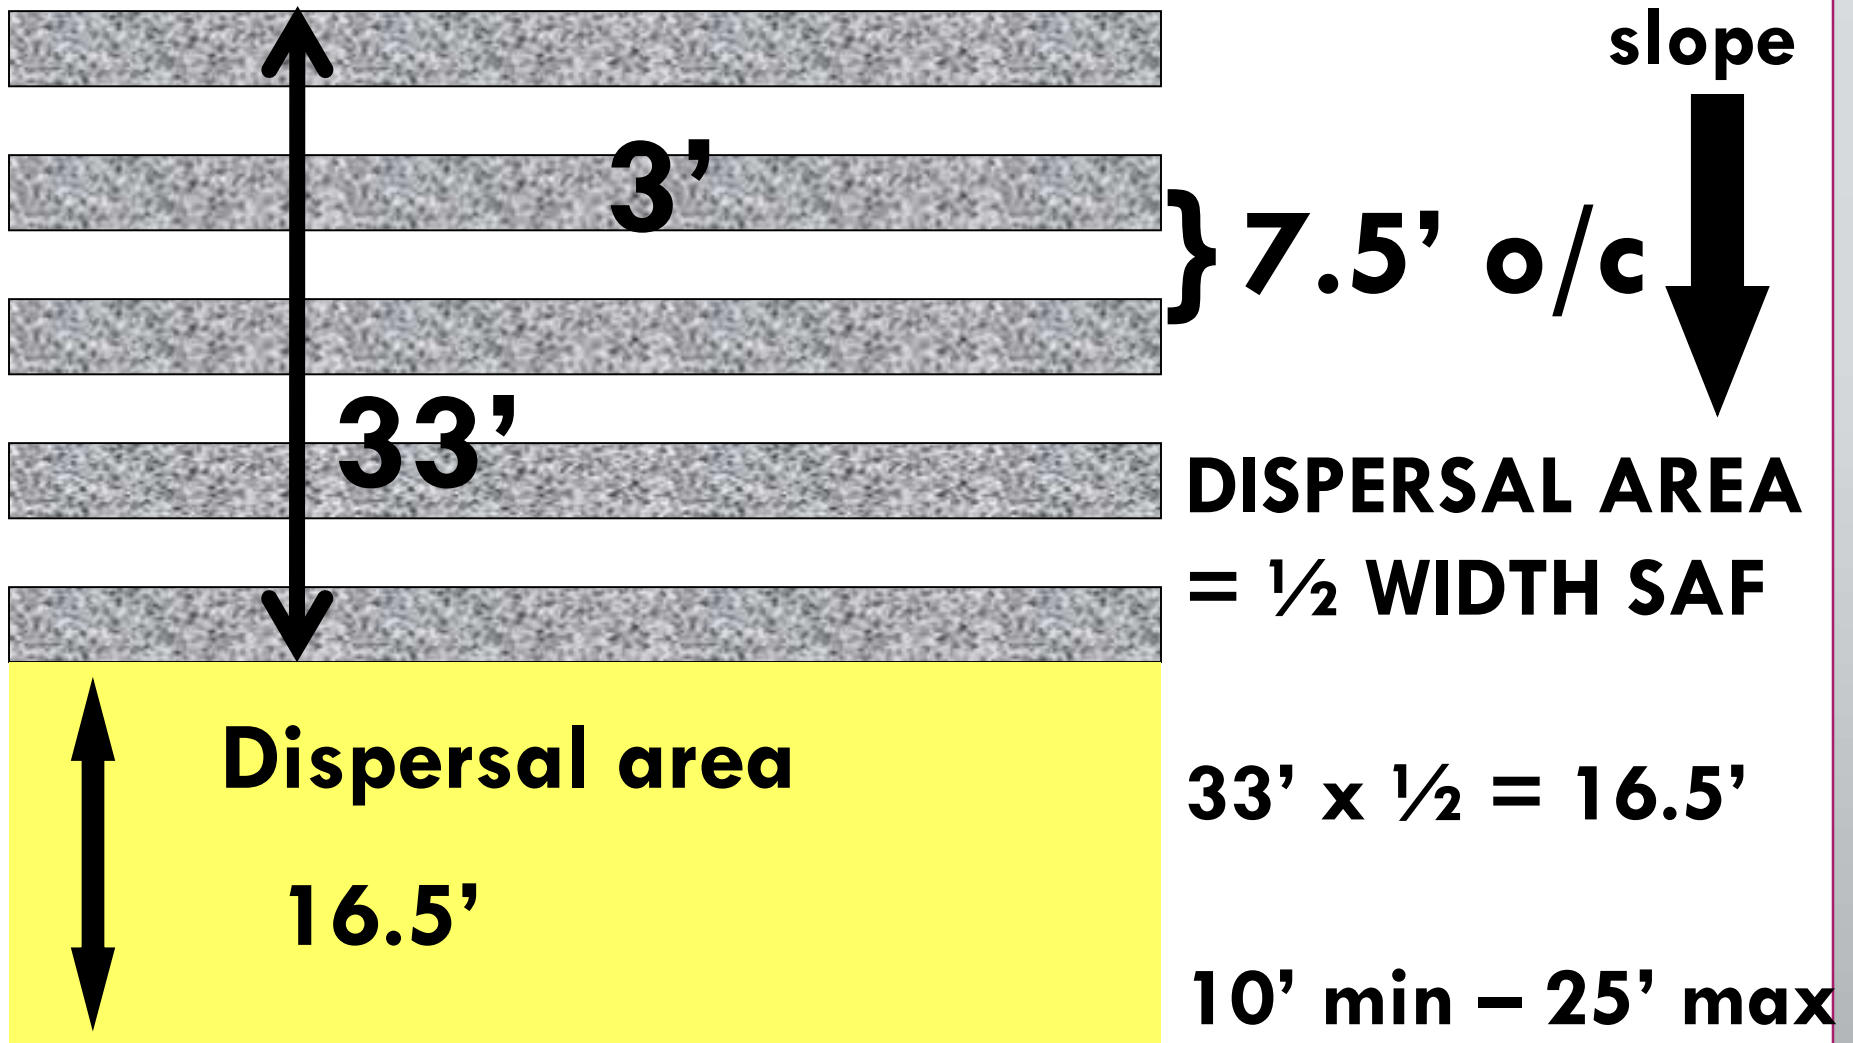 slope
3’
} 7.5’ o/c
33’
DISPERSAL AREA
= ½ WIDTH SAF
Dispersal area
33’ x ½ = 16.5’
16.5’
10’ min – 25’ max